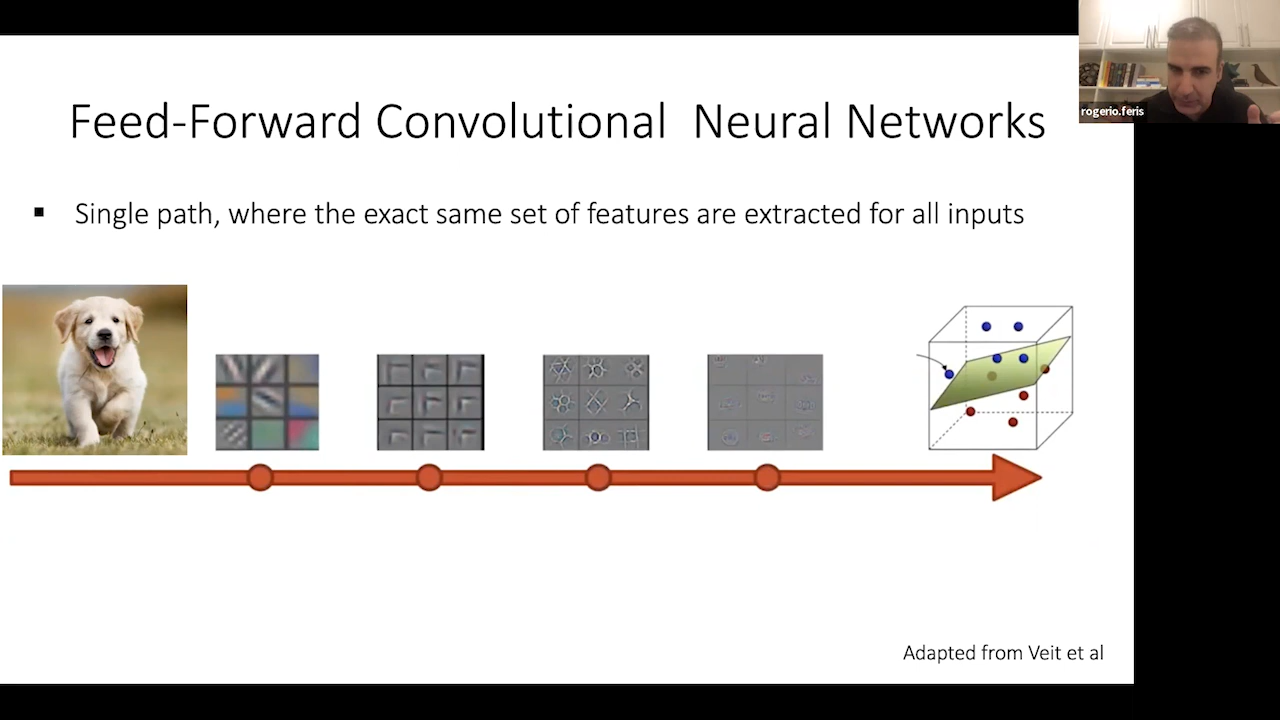 Feed-Forward Convolutional Neural Networks
rogerio.feris
▪ Single path, where the exact same set of features are extracted for all inputs
Adapted from Veit et al